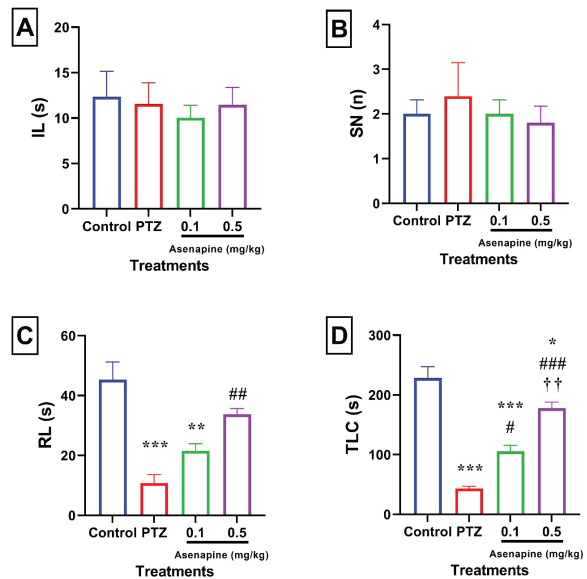 A
IL (s)
20
15
10
5
0
Control PTZ 0.1 0.5
Asenapine (mg/kg)
Treatments
B
SN (n)
4
3
2
2
0
Control PTZ 0.1 0.5
Asenapine (mg/kg)
Treatments
C
RL (s)
60
40
20
0
***
**
##
Control PTZ 0.1 0.5
Asenapine (mg/kg)
Treatments
D
TLC (s)
300
200
100
0
***
***
#
*
###
††
Control PTZ 0.1 0.5
Asenapine (mg/kg)
Treatments